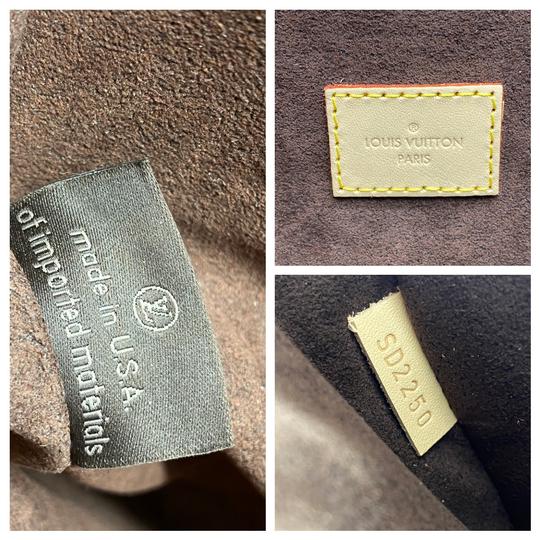 LV
made in U.S.A.
of imported materials
®
LOUIS VUITTON
PARIS
SD2250